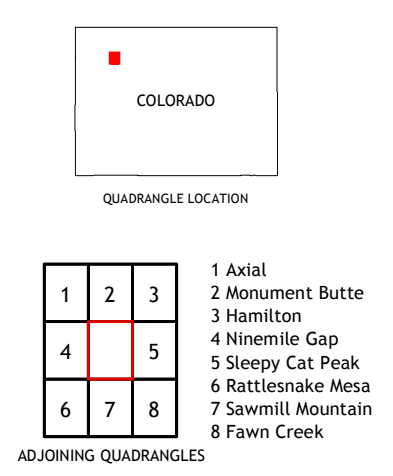 COLORADO
QUADRANGLE LOCATION
1 2 3
4 5
6 7 8
ADJOINING QUADRANGLES
1 Axial
2 Monument Butte
3 Hamilton
4 Ninemile Gap
5 Sleepy Cat Peak
6 Rattlesnake Mesa
7 Sawmill Mountain
8 Fawn Creek